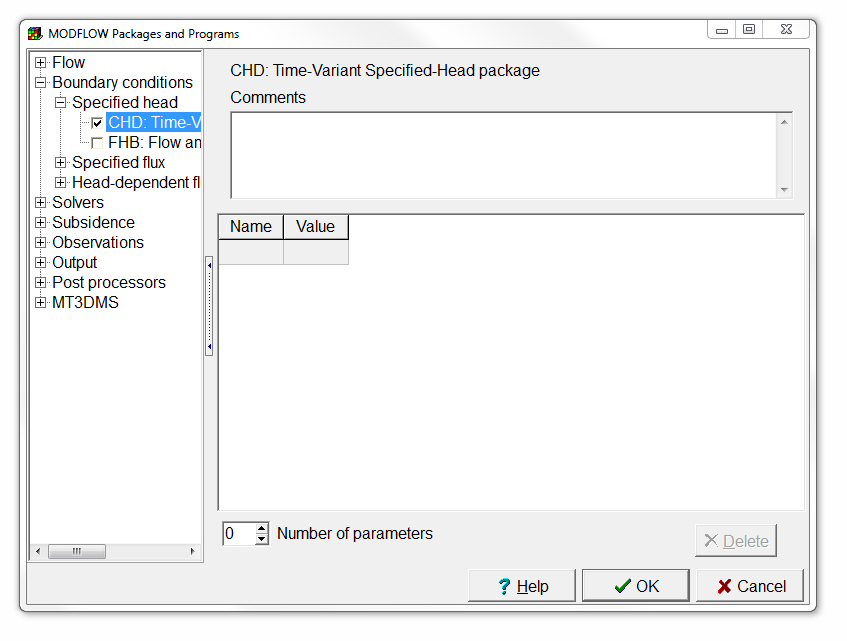 MODFLOW Packages and Programs
Flow
Boundary conditions
Specified head
CHD: Time-V
FHB: Flow an
Specified flux
Head-dependent fl
Solvers
Subsidence
Observations
Output
Post processors
MT3DMS
CHD: Time-Variant Specified-Head package
Comments
Name Value
0 Number of parameters
Delete
? Help OK Cancel